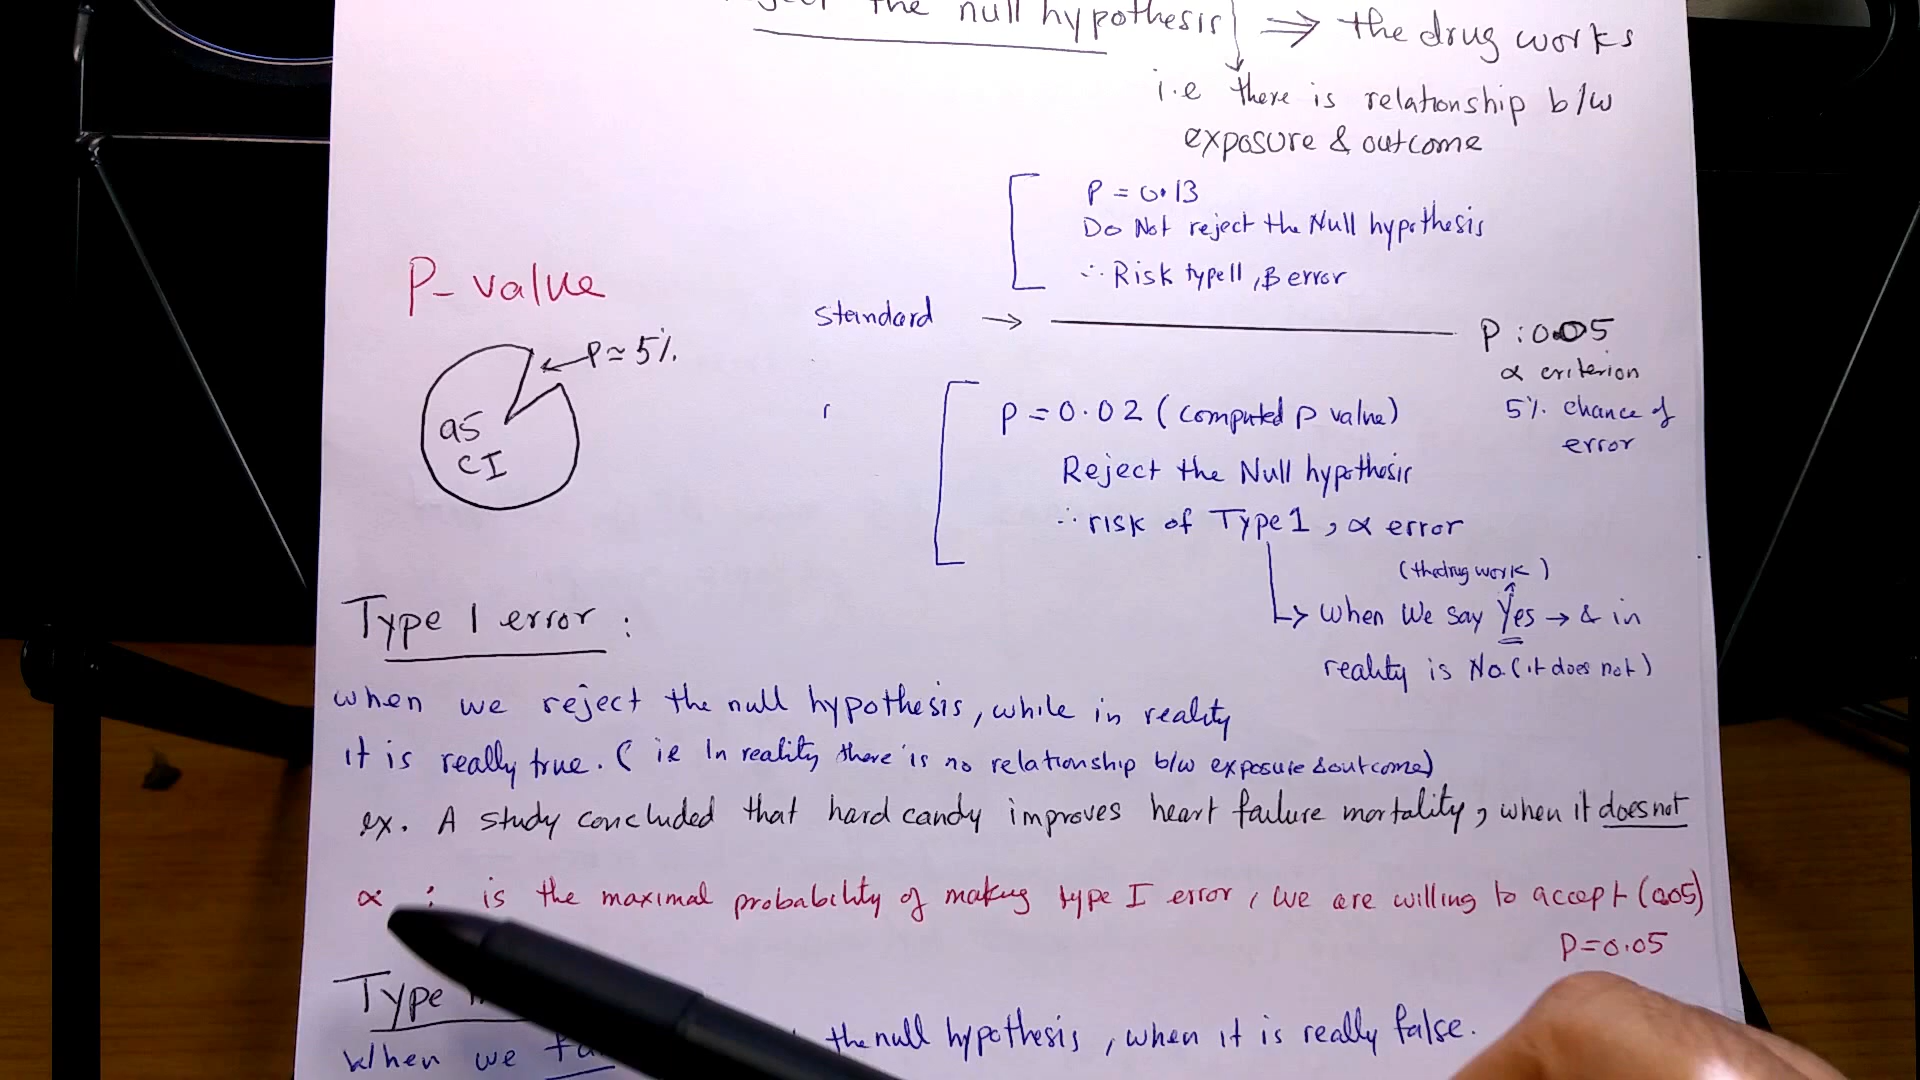 the null hypothesis ⇒ the drug works
i.e there is relationship b/w
exposure & outcome
P = 0.13
Do Not reject the Null hypothesis
∴ Risk type II, β error
P-value
Standard → P : 0.05
P ≈ 5%.
α criterion
95
CI
P = 0.02 (computed p value)
5%. chance of
error
Reject the Null hypothesis
∴ risk of Type 1, α error
(the drug work)
Type 1 error :
when We say Yes → & in
reality is No. (it does not)
when we reject the null hypothesis, while in reality
it is really true. (ie In reality there is no relationship b/w exposure & outcome)
ex. A study concluded that hard candy improves heart failure mortality, when it does not
α : is the maximal probability of making type I error, we are willing to accept (0.05)
P=0.05
Type
When we the null hypothesis, when it is really false.